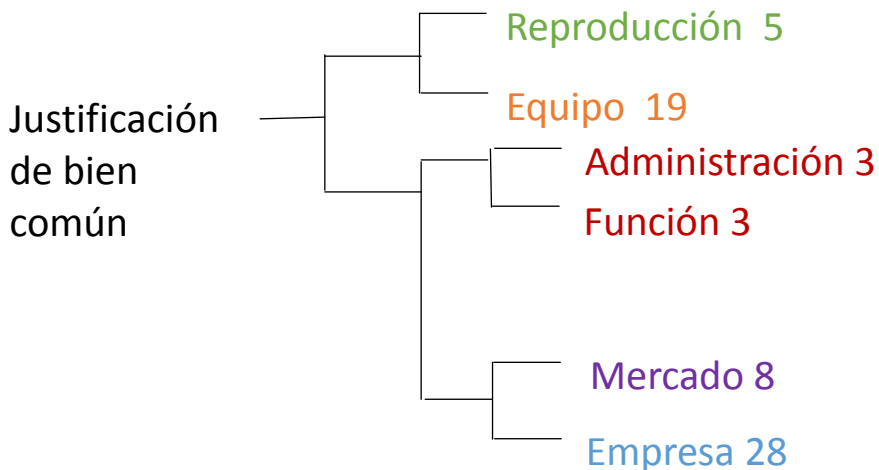 Reproducción 5
Equipo 19
Justificación
de bien
común
Administración 3
Función 3
Mercado 8
Empresa 28